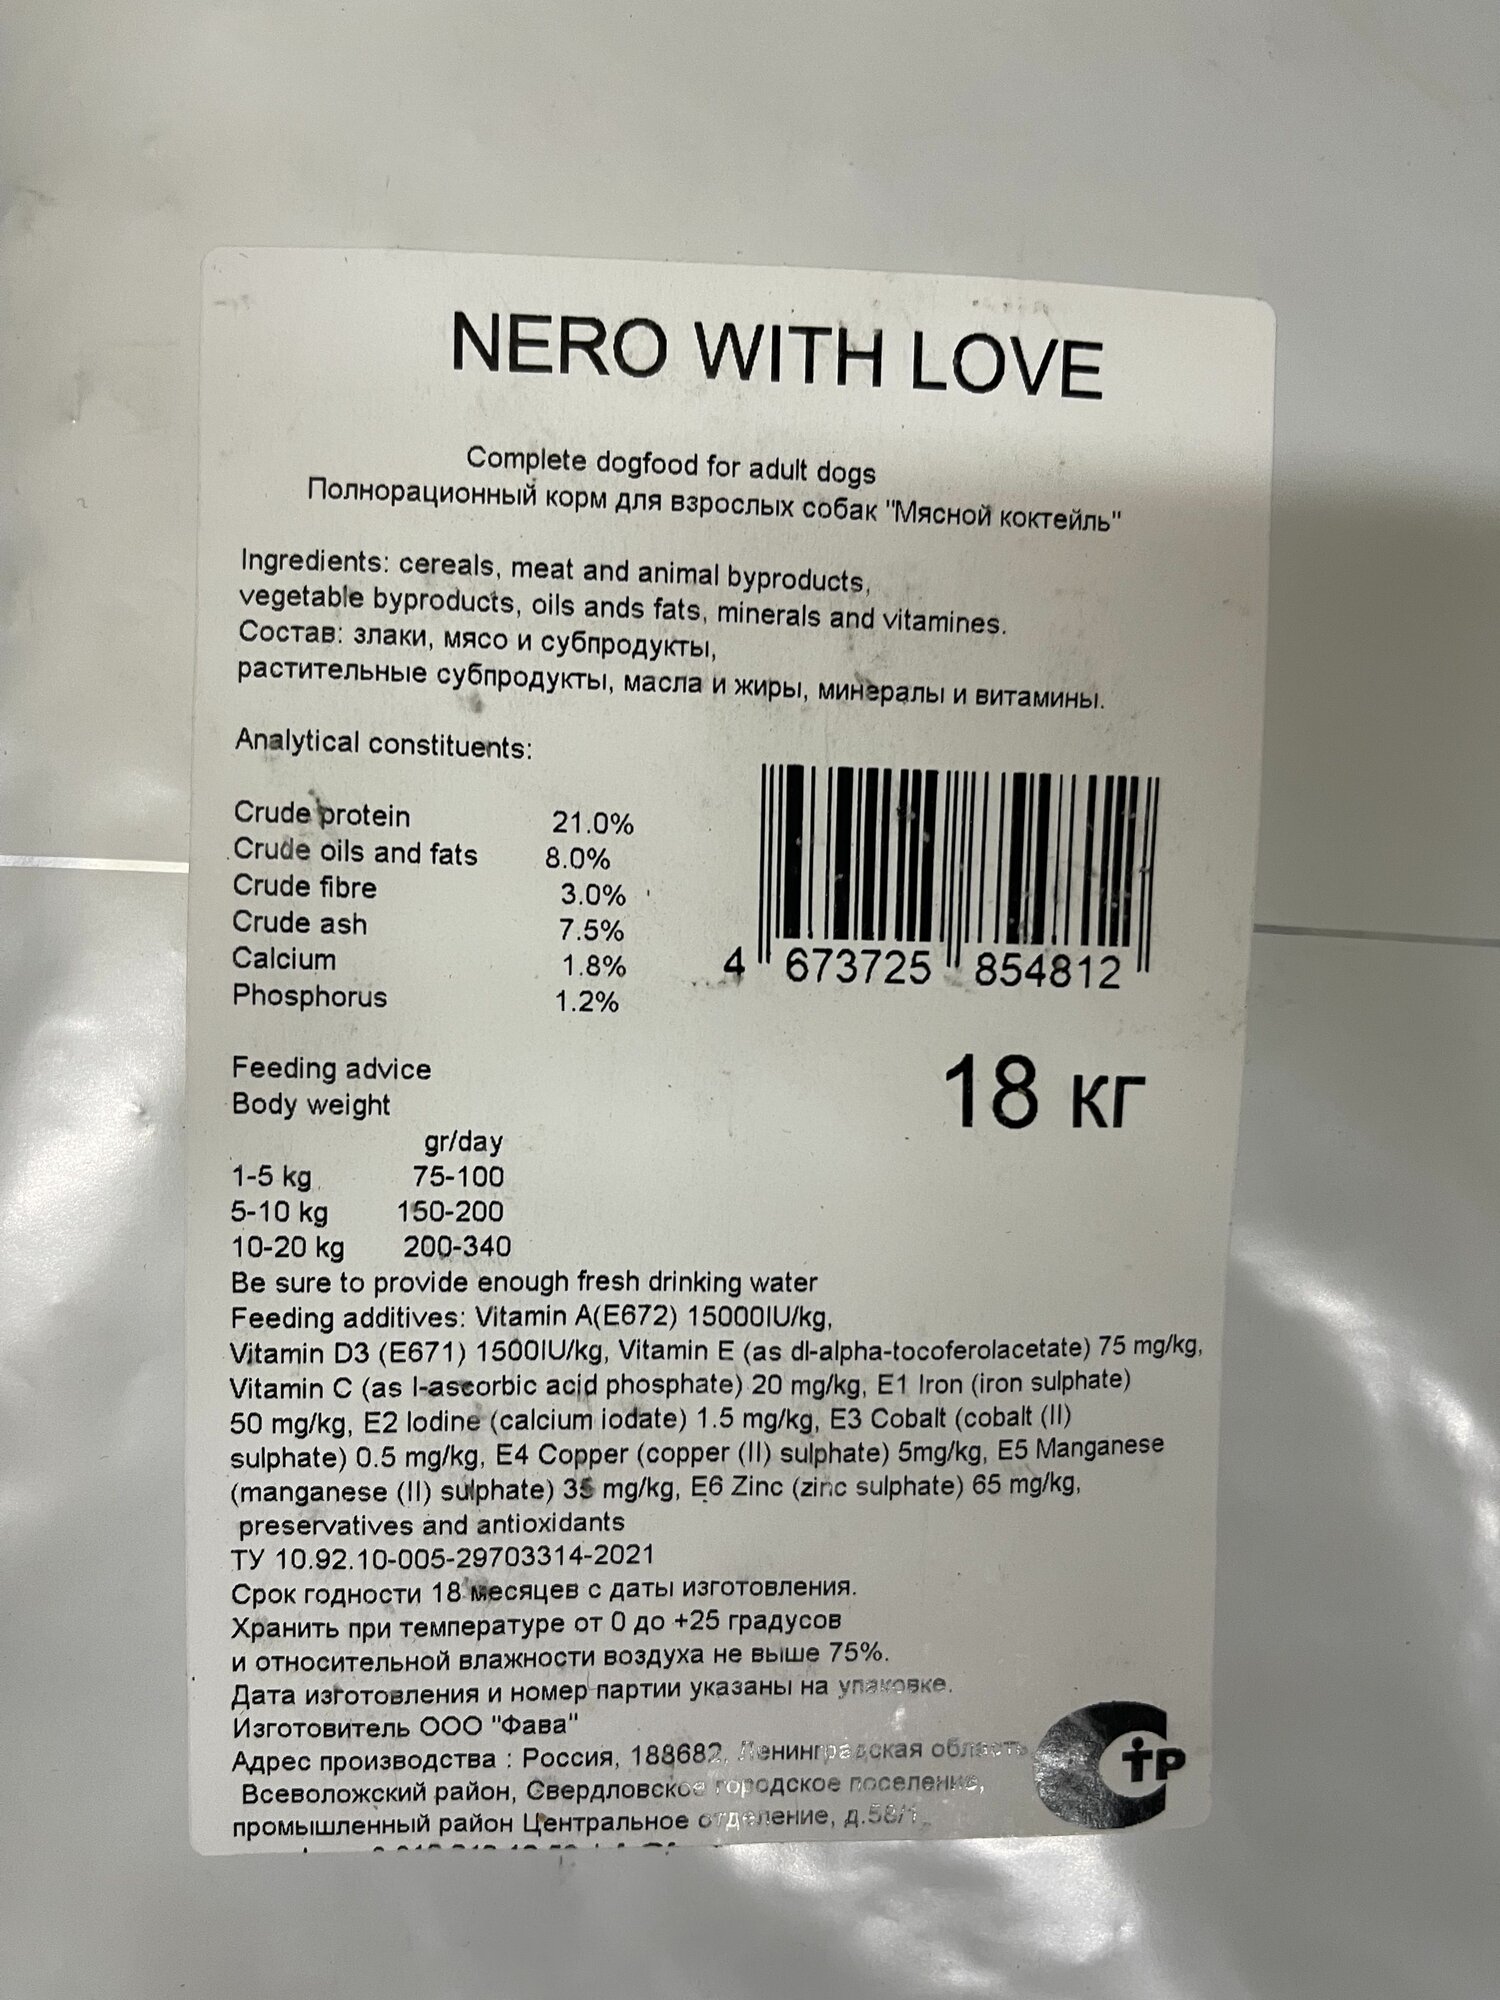 NERO WITH LOVE
Complete dogfood for adult dogs
Полнорационный корм для взрослых собак "Мясной коктейль"
Ingredients: cereals, meat and animal byproducts,
vegetable byproducts, oils ands fats, minerals and vitamines.
Состав: злаки, мясо и субпродукты,
растительные субпродукты, масла и жиры, минералы и витамины.
Analytical constituents:
Crude protein 21.0%
Crude oils and fats 8.0%
Crude fibre 3.0%
Crude ash 7.5%
Calcium 1.8%
Phosphorus 1.2%
4 673725 854812
18 кг
Feeding advice
Body weight
gr/day
1-5 kg 75-100
5-10 kg 150-200
10-20 kg 200-340
Be sure to provide enough fresh drinking water
Feeding additives: Vitamin A(E672) 15000IU/kg,
Vitamin D3 (E671) 1500IU/kg, Vitamin E (as dl-alpha-tocoferolacetate) 75 mg/kg,
Vitamin C (as l-ascorbic acid phosphate) 20 mg/kg, E1 Iron (iron sulphate)
50 mg/kg, E2 Iodine (calcium iodate) 1.5 mg/kg, E3 Cobalt (cobalt (II)
sulphate) 0.5 mg/kg, E4 Copper (copper (II) sulphate) 5mg/kg, E5 Manganese
(manganese (II) sulphate) 35 mg/kg, E6 Zinc (zinc sulphate) 65 mg/kg,
preservatives and antioxidants
ТУ 10.92.10-005-29703314-2021
Срок годности 18 месяцев с даты изготовления.
Хранить при температуре от 0 до +25 градусов
и относительной влажности воздуха не выше 75%.
Дата изготовления и номер партии указаны на упаковке.
Изготовитель ООО "Фава"
Адрес производства : Россия, 188682, Ленинградская область
Всеволожский район, Свердловское городское поселение,
промышленный район Центральное отделение, д.58/1
СТР